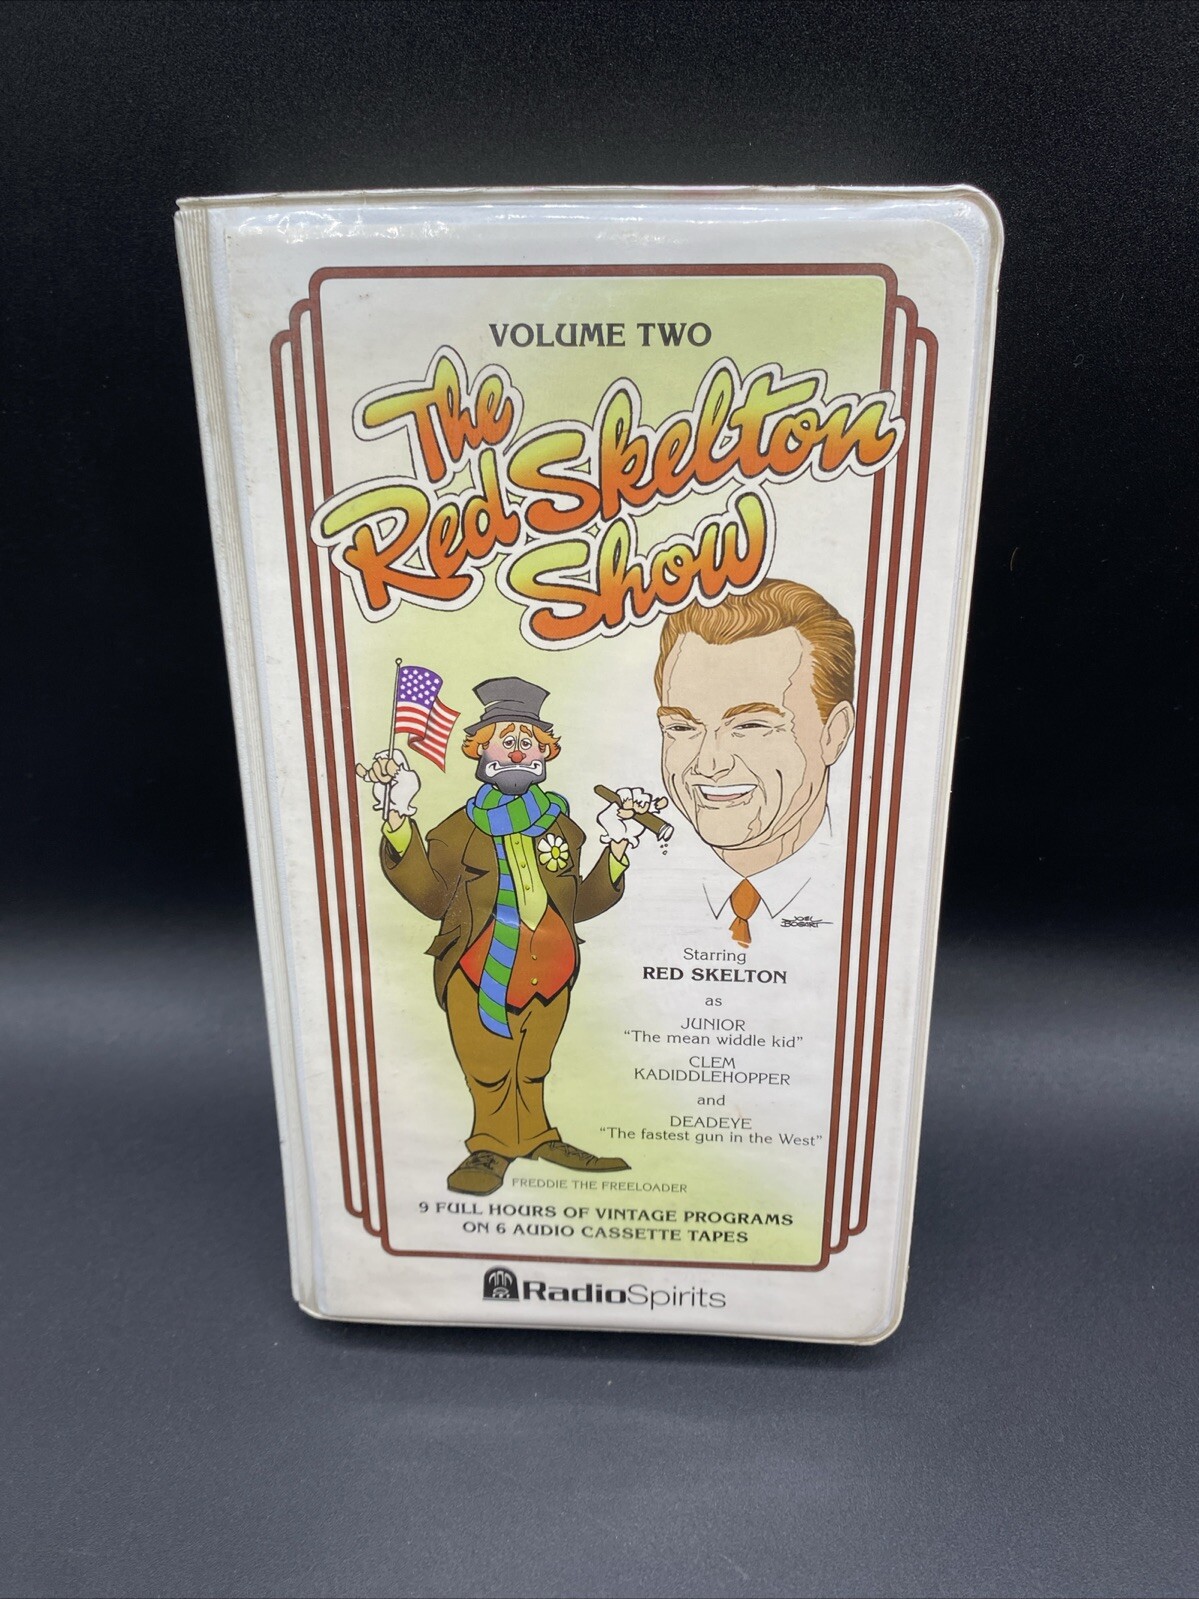 VOLUME TWO
The
Red Skelton
Show
JOEL
BOGART
Starring
RED SKELTON
as
JUNIOR
"The mean widdle kid"
CLEM
KADIDDLEHOPPER
and
DEADEYE
"The fastest gun in the West"
FREDDIE THE FREELOADER
9 FULL HOURS OF VINTAGE PROGRAMS
ON 6 AUDIO CASSETTE TAPES
RadioSpirits